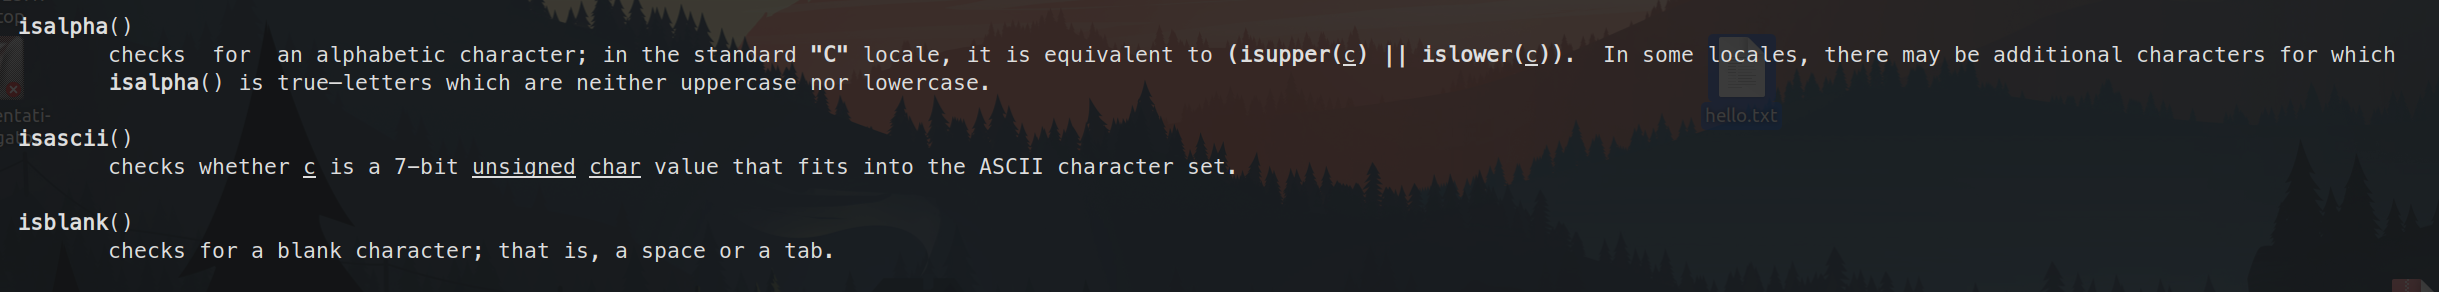 top
isalpha()
checks  for  an alphabetic character; in the standard "C" locale, it is equivalent to (isupper(c) || islower(c)).  In some locales, there may be additional characters for which
isalpha() is true—letters which are neither uppercase nor lowercase.
entati-
hello.txt
isascii()
checks whether c is a 7-bit unsigned char value that fits into the ASCII character set.
isblank()
checks for a blank character; that is, a space or a tab.